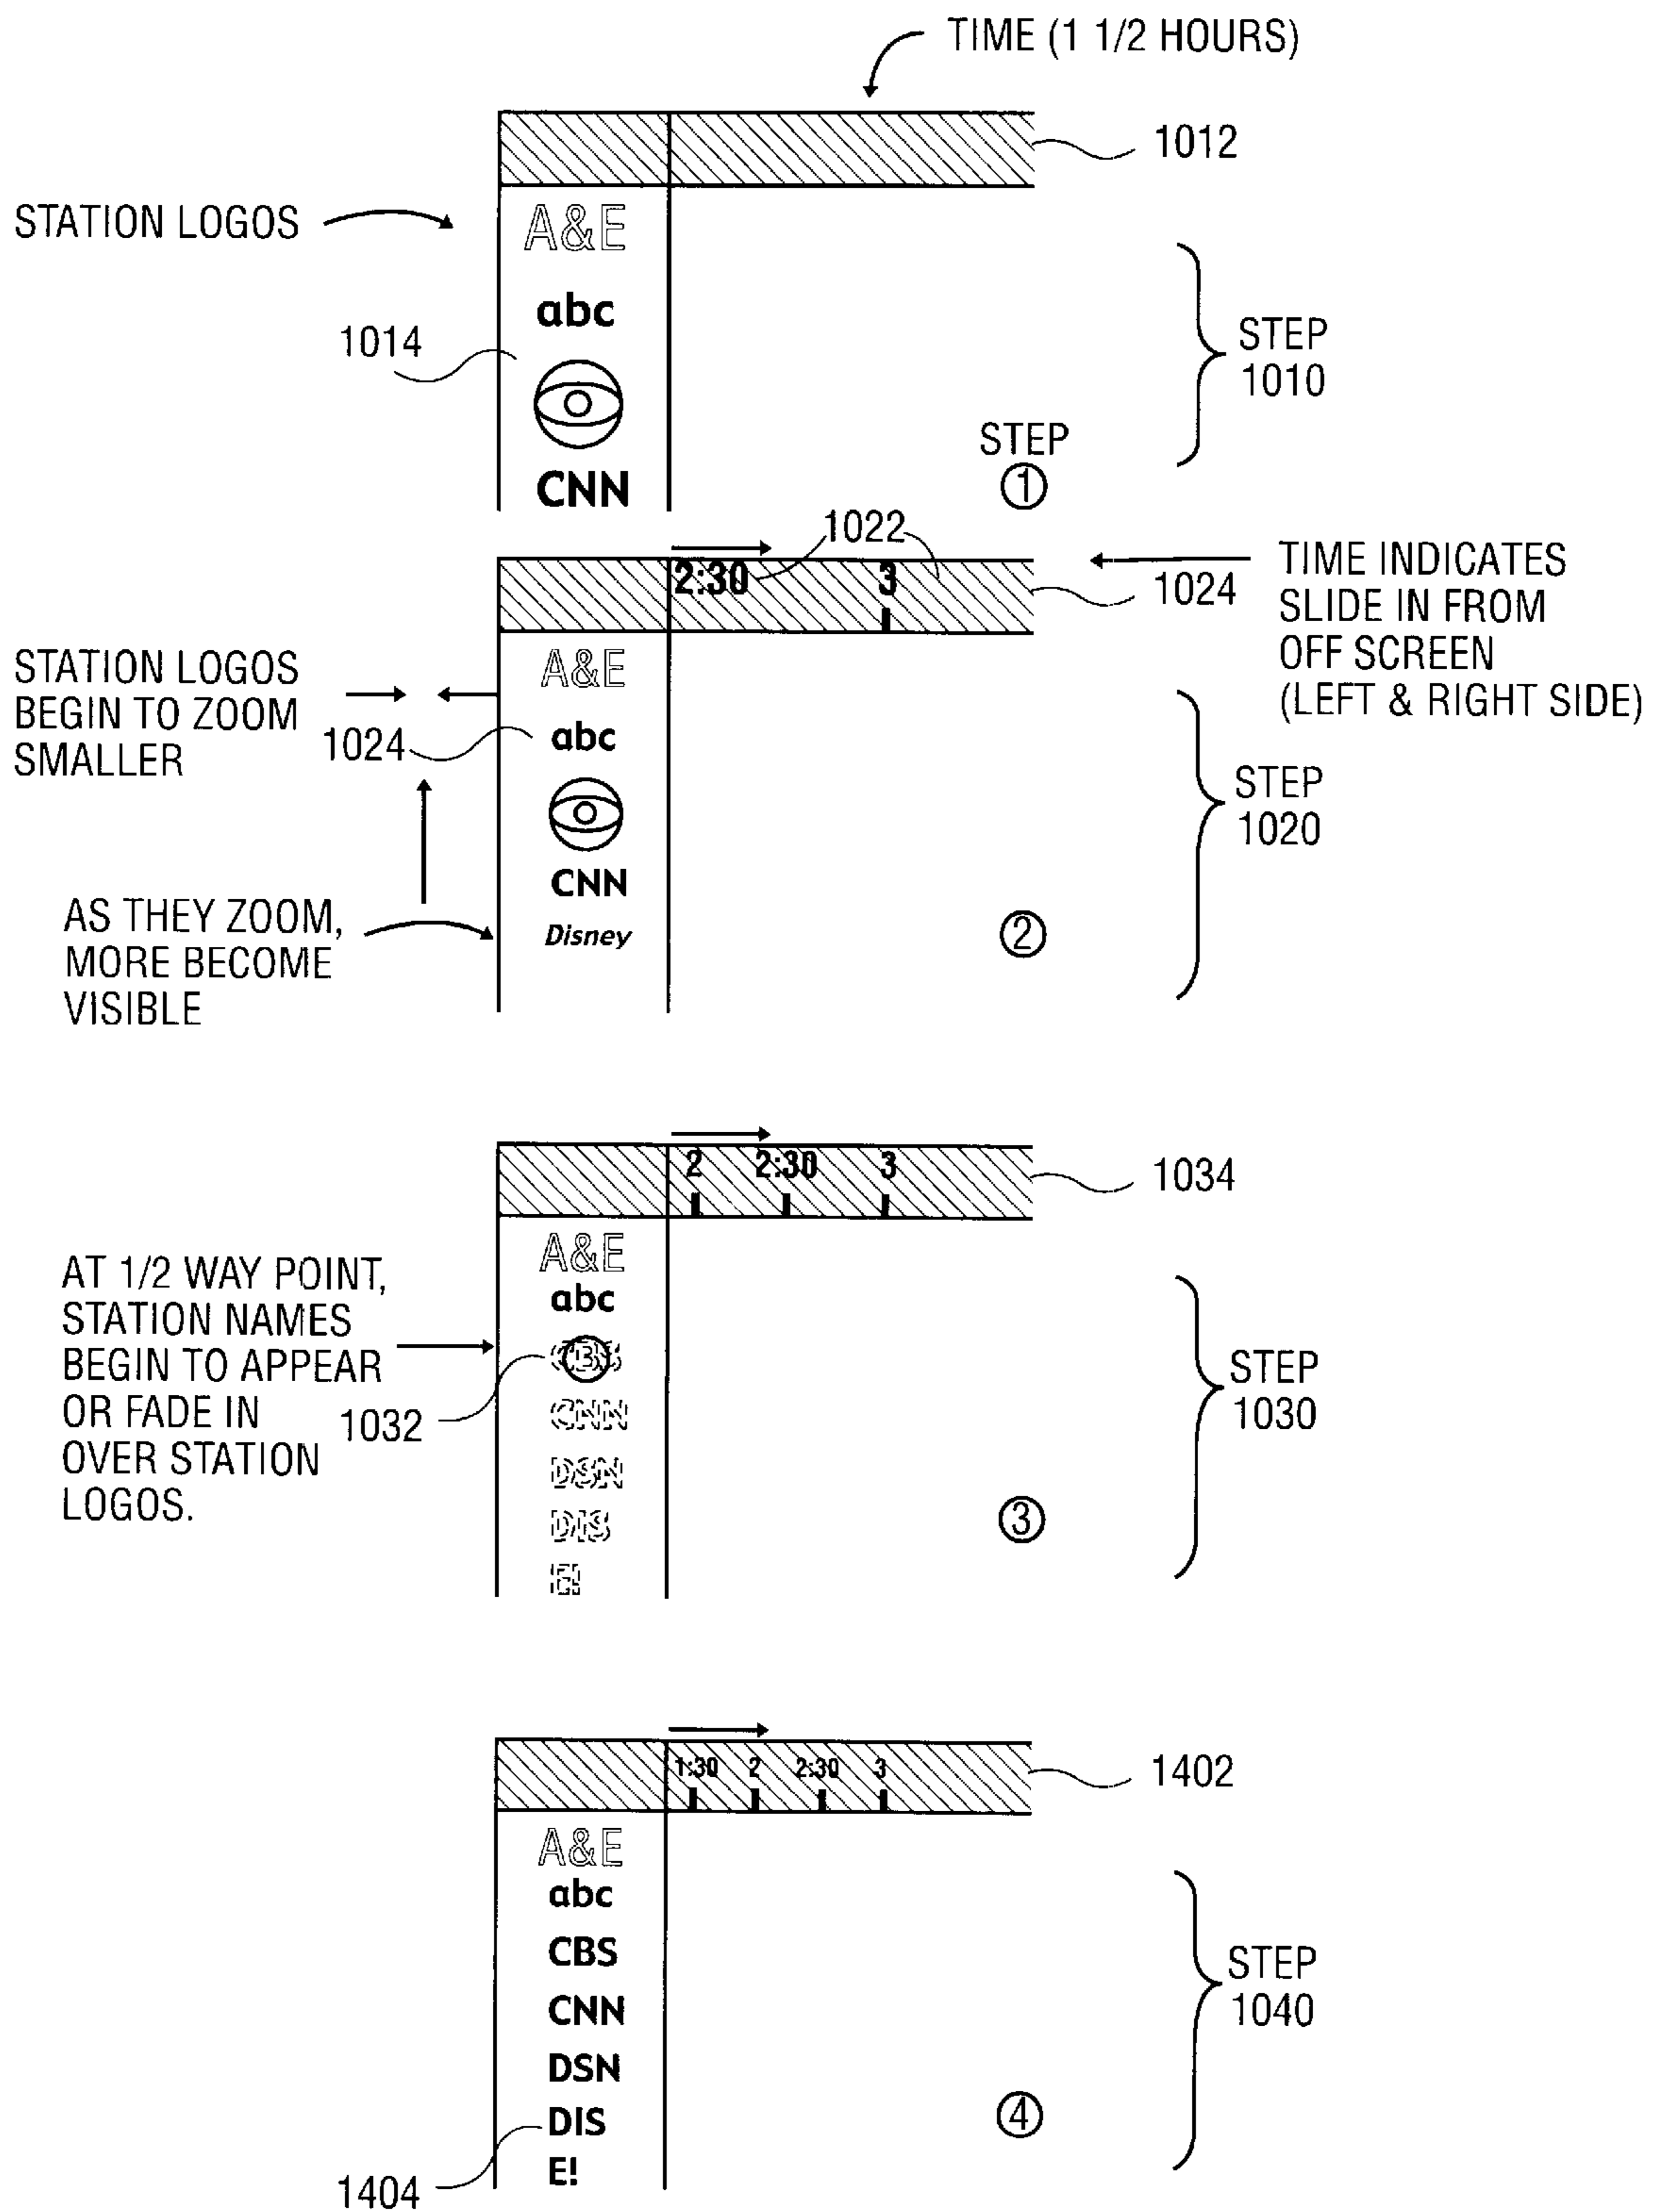 TIME (1 1/2 HOURS)
1012
STATION LOGOS
A&E
abc
1014
STEP
1010
STEP
1
CNN
1022
2:30
3
1024
TIME INDICATES
SLIDE IN FROM
OFF SCREEN
(LEFT & RIGHT SIDE)
STATION LOGOS
BEGIN TO ZOOM
SMALLER
A&E
1024
abc
STEP
1020
CNN
AS THEY ZOOM,
MORE BECOME
VISIBLE
Disney
2
2 2:30 3
1034
A&E
abc
AT 1/2 WAY POINT,
STATION NAMES
BEGIN TO APPEAR
OR FADE IN
OVER STATION
LOGOS.
1032
CBS
CNN
DSN
DIS
E!
STEP
1030
3
1:30 2 2:30 3
1402
A&E
abc
CBS
CNN
DSN
DIS
E!
STEP
1040
4
1404